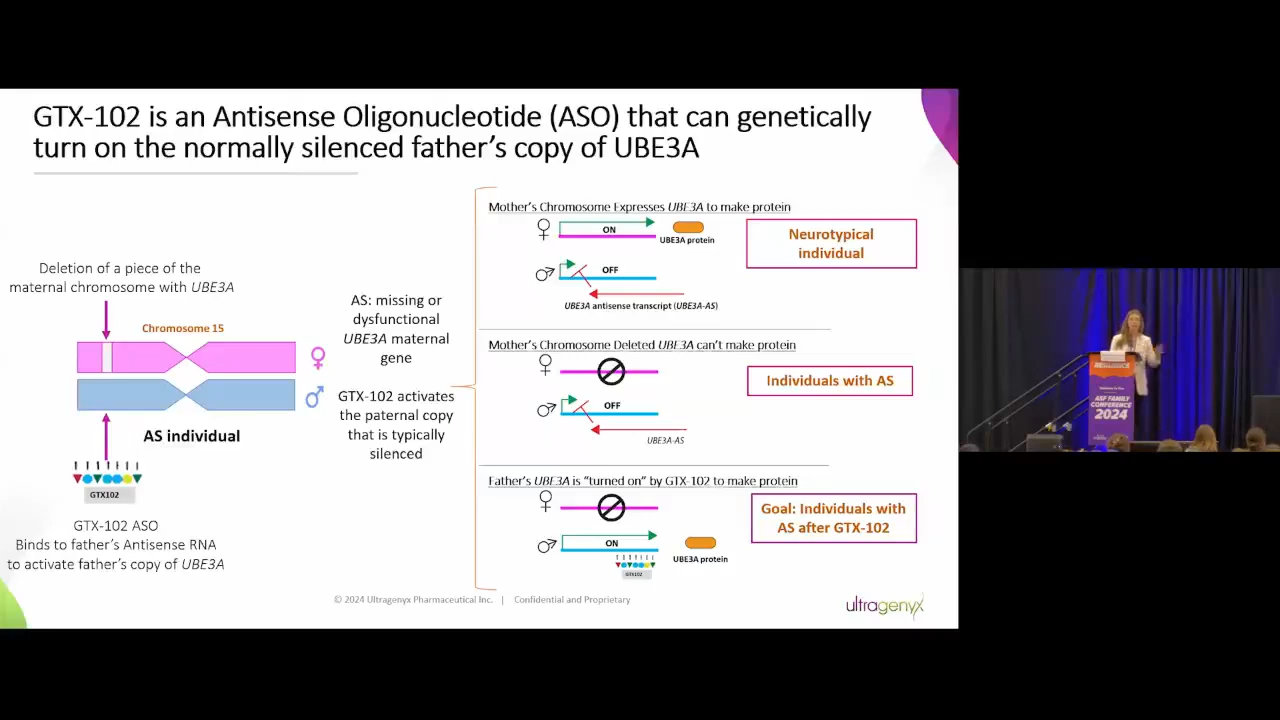 GTX-102 is an Antisense Oligonucleotide (ASO) that can genetically
turn on the normally silenced father's copy of UBE3A
Deletion of a piece of the
maternal chromosome with UBE3A
Chromosome 15
♀
♂
AS individual
GTX102
GTX-102 ASO
Binds to father's Antisense RNA
to activate father's copy of UBE3A
AS: missing or
dysfunctional
UBE3A maternal
gene
GTX-102 activates
the paternal copy
that is typically
silenced
Mother's Chromosome Expresses UBE3A to make protein
♀
ON
UBE3A protein
♂
OFF
UBE3A antisense transcript (UBE3A-AS)
Neurotypical
individual
Mother's Chromosome Deleted UBE3A can't make protein
♀
♂
OFF
UBE3A-AS
Individuals with AS
Father's UBE3A is "turned on" by GTX-102 to make protein
♀
♂
ON
GTX102
UBE3A protein
Goal: Individuals with
AS after GTX-102
© 2024 Ultragenyx Pharmaceutical Inc. | Confidential and Proprietary
ultragenyx
ASF FAMILY
CONFERENCE
2024